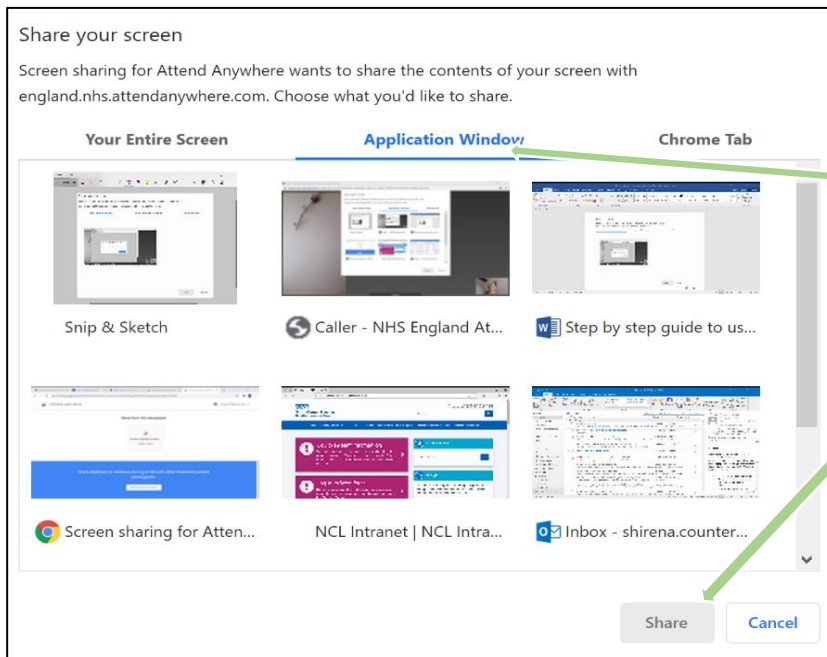 Share your screen
Screen sharing for Attend Anywhere wants to share the contents of your screen with
england.nhs.attendanywhere.com. Choose what you'd like to share.
Your Entire Screen Application Window Chrome Tab
Snip & Sketch Caller - NHS England At... Step by step guide to us...
Screen sharing for Atten... NCL Intranet | NCL Intra... Inbox - shirena.counter...
Share Cancel